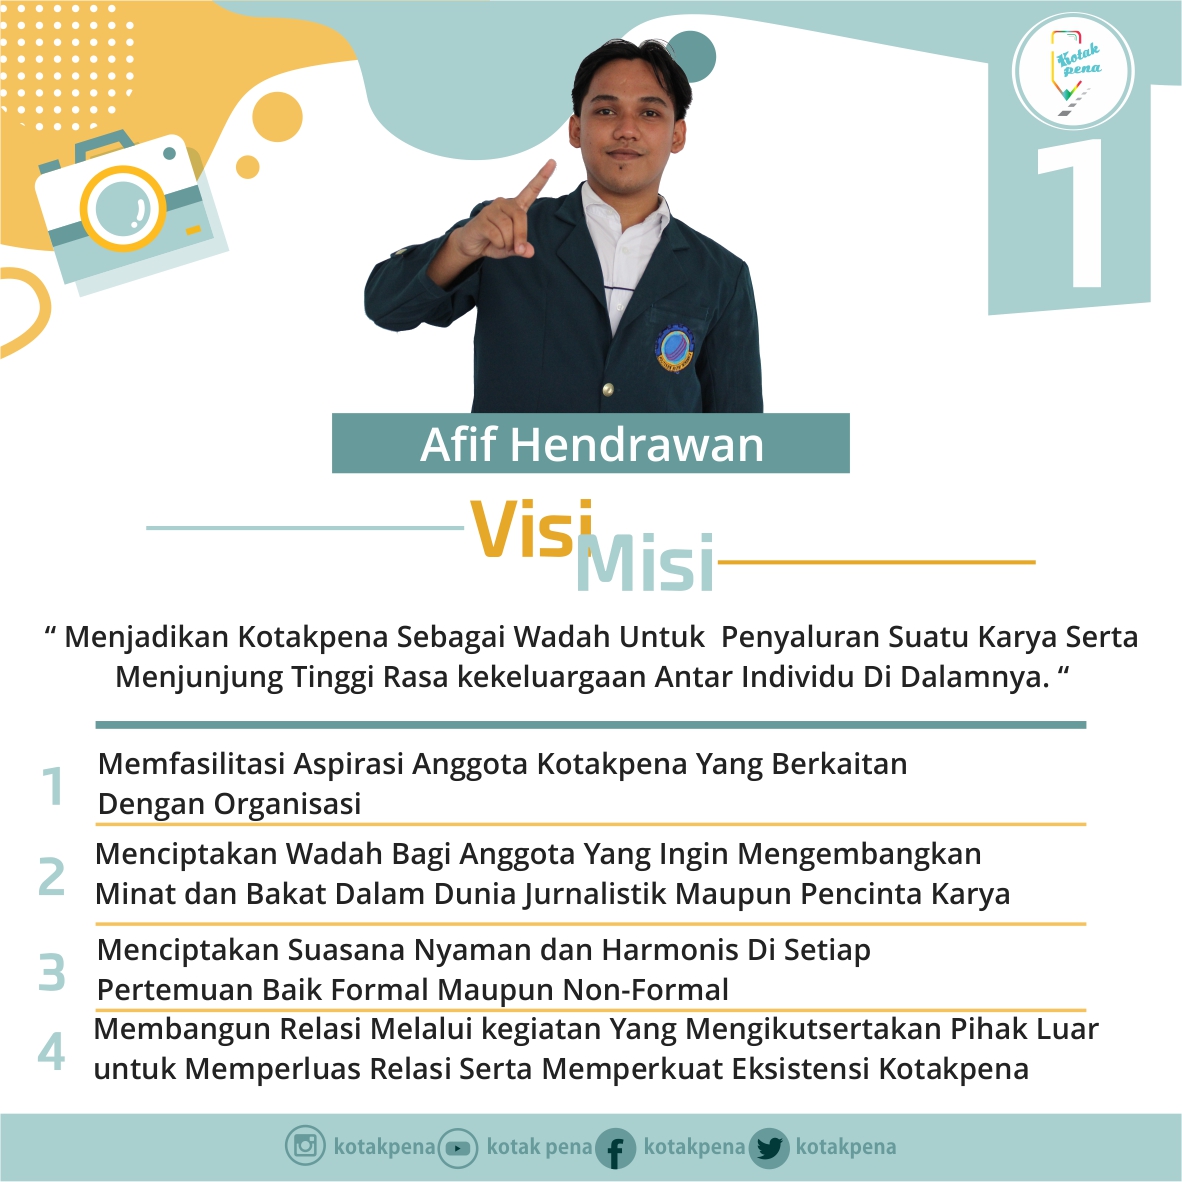 Kotak
pena
1
Afif Hendrawan
Visi
Misi
“ Menjadikan Kotakpena Sebagai Wadah Untuk  Penyaluran Suatu Karya Serta
Menjunjung Tinggi Rasa kekeluargaan Antar Individu Di Dalamnya. “
1
Memfasilitasi Aspirasi Anggota Kotakpena Yang Berkaitan
Dengan Organisasi
2
Menciptakan Wadah Bagi Anggota Yang Ingin Mengembangkan
Minat dan Bakat Dalam Dunia Jurnalistik Maupun Pencinta Karya
3
Menciptakan Suasana Nyaman dan Harmonis Di Setiap
Pertemuan Baik Formal Maupun Non-Formal
4
Membangun Relasi Melalui kegiatan Yang Mengikutsertakan Pihak Luar
untuk Memperluas Relasi Serta Memperkuat Eksistensi Kotakpena
kotakpena kotak pena kotakpena kotakpena